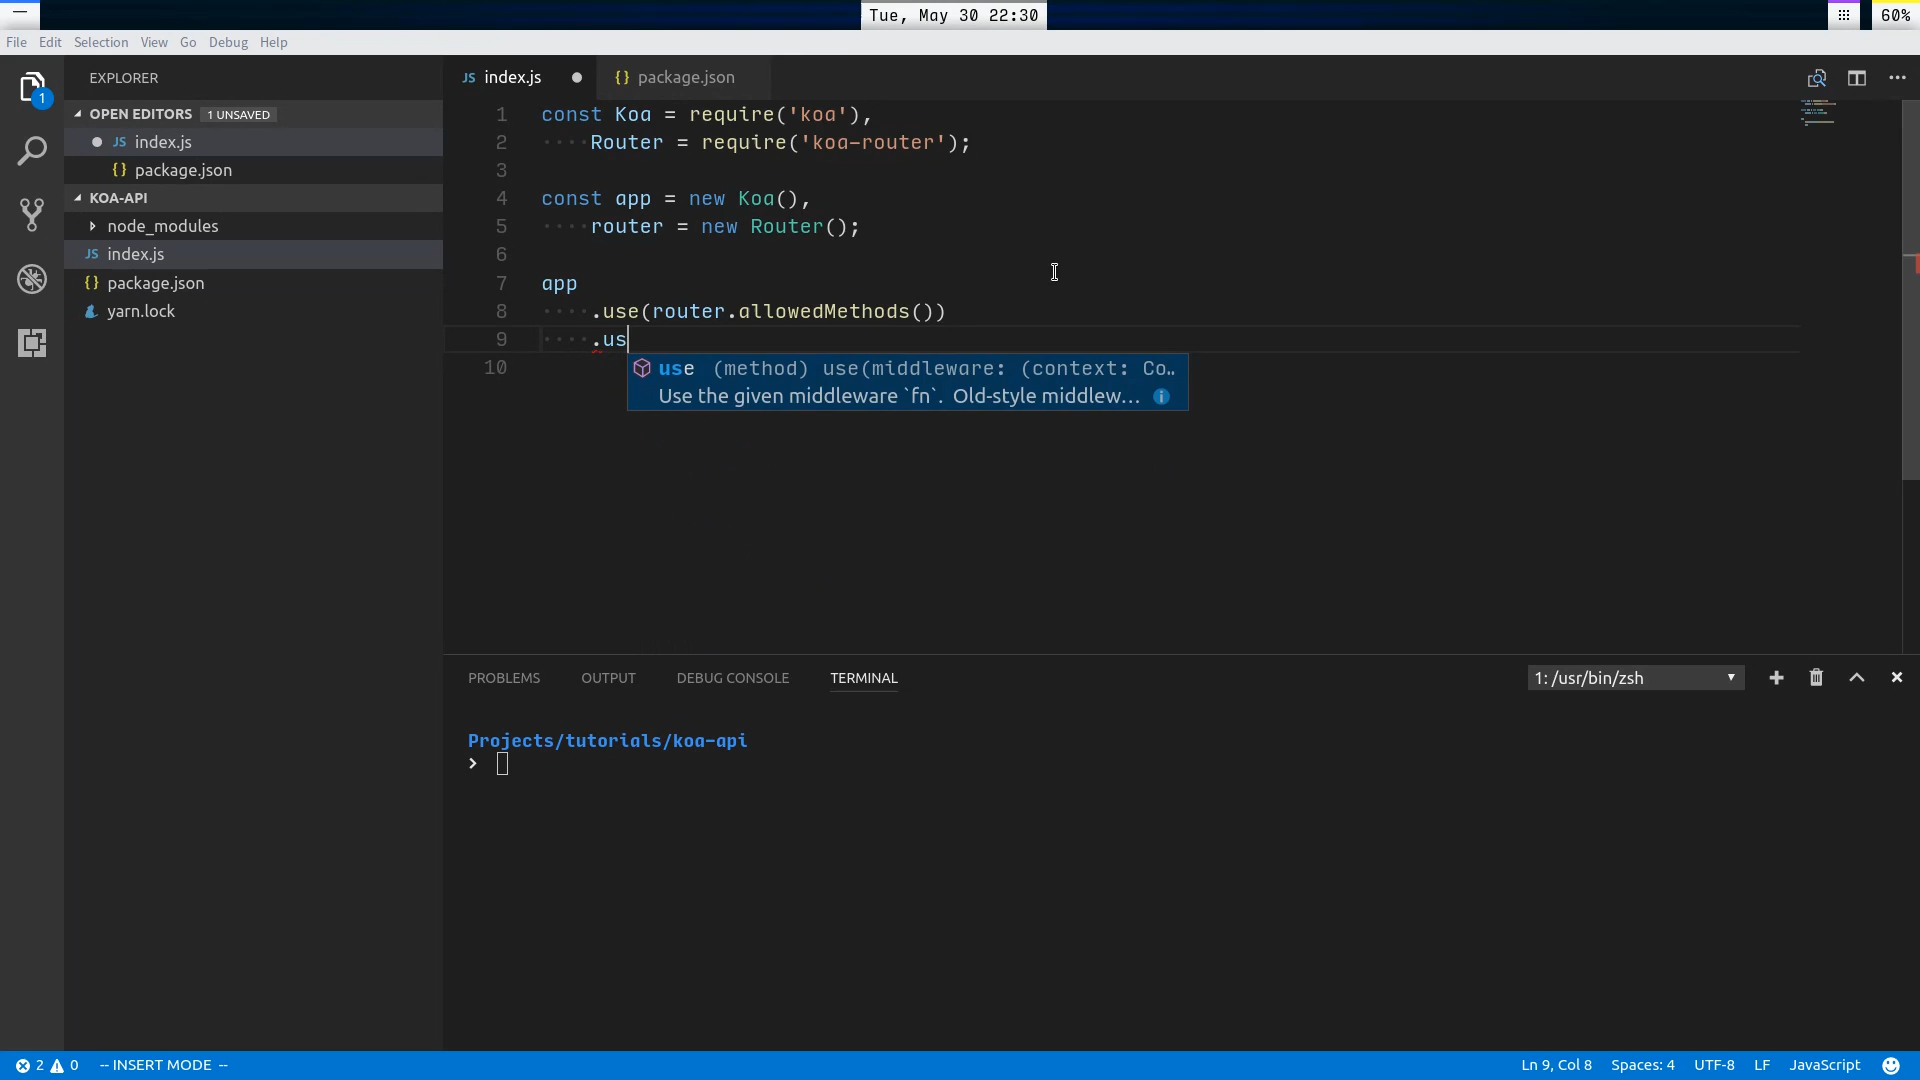 Tue, May 30 22:30
60%
File Edit Selection View Go Debug Help
EXPLORER
OPEN EDITORS 1 UNSAVED
JS index.js
{} package.json
KOA-API
node_modules
JS index.js
{} package.json
yarn.lock
1
JS index.js
{} package.json
1 const Koa = require('koa'),
2 ····Router = require('koa-router');
3
4 const app = new Koa(),
5 ····router = new Router();
6
7 app
8 ····.use(router.allowedMethods())
9 ····.us
10
use (method) use(middleware: (context: Co…
Use the given middleware `fn`. Old-style middlew…
PROBLEMS OUTPUT DEBUG CONSOLE TERMINAL
1: /usr/bin/zsh
Projects/tutorials/koa-api
>
2 0 -- INSERT MODE -- Ln 9, Col 8 Spaces: 4 UTF-8 LF JavaScript